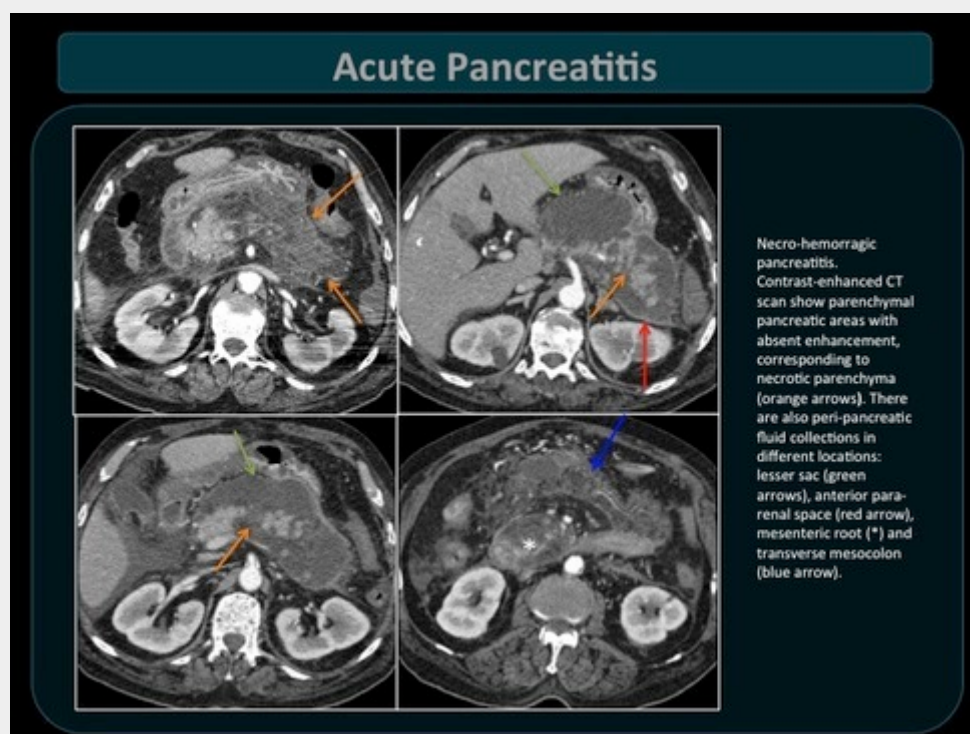 Acute Pancreatitis
Necro-hemorragic
pancreatitis.
Contrast-enhanced CT
scan show parenchymal
pancreatic areas with
absent enhancement,
corresponding to
necrotic parenchyma
(orange arrows). There
are also peri-pancreatic
fluid collections in
different locations:
lesser sac (green
arrows), anterior para-
renal space (red arrow),
mesenteric root (*) and
transverse mesocolon
(blue arrow).
*